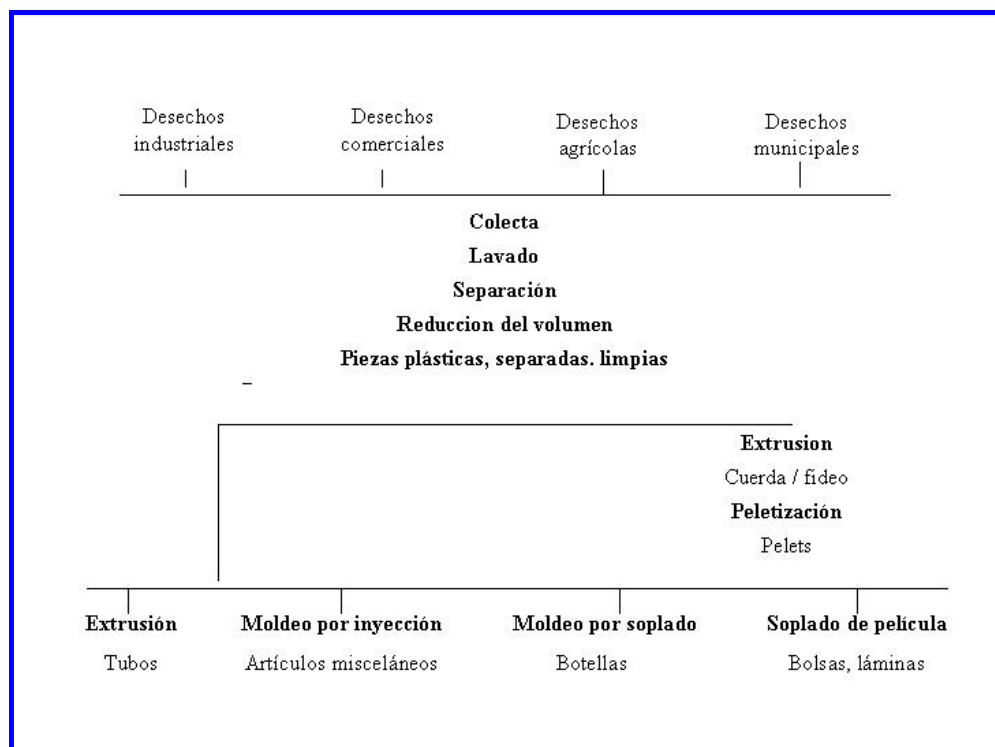 Desechos industriales
Desechos comerciales
Desechos agrícolas
Desechos municipales
Colecta
Lavado
Separación
Reduccion del volumen
Piezas plásticas, separadas. limpias
Extrusion
Cuerda / fideo
Peletización
Pelets
Extrusión
Tubos
Moldeo por inyección
Artículos misceláneos
Moldeo por soplado
Botellas
Soplado de película
Bolsas, láminas